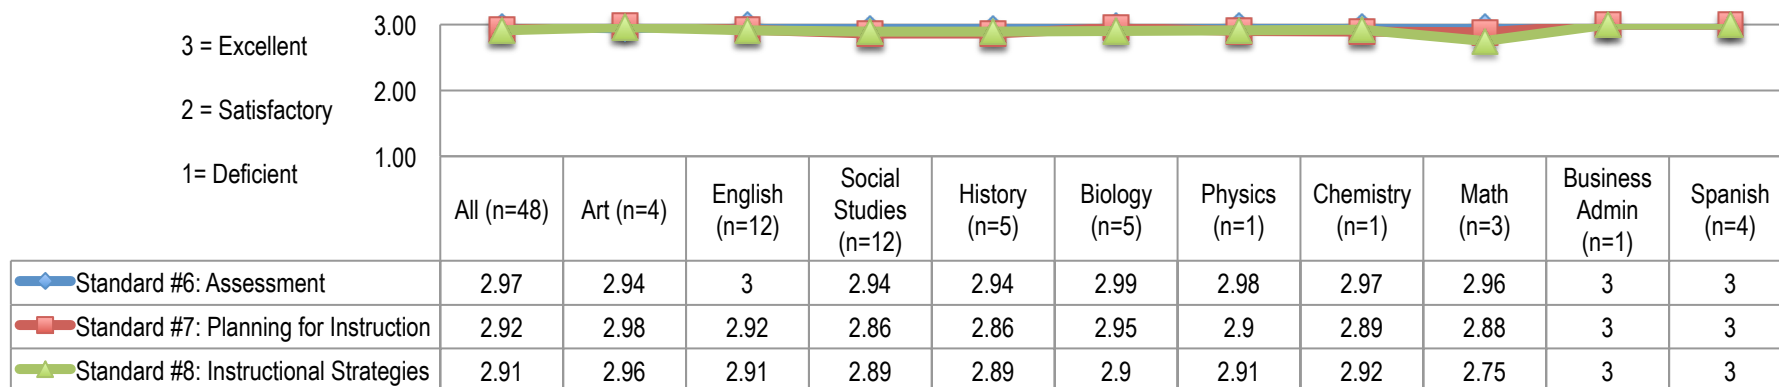 3 = Excellent
2 = Satisfactory
1= Deficient
3.00
2.00
1.00
All (n=48)
Art (n=4)
English
(n=12)
Social
Studies
(n=12)
History
(n=5)
Biology
(n=5)
Physics
(n=1)
Chemistry
(n=1)
Math
(n=3)
Business
Admin
(n=1)
Spanish
(n=4)
Standard #6: Assessment 2.97 2.94 3 2.94 2.94 2.99 2.98 2.97 2.96 3 3
Standard #7: Planning for Instruction 2.92 2.98 2.92 2.86 2.86 2.95 2.9 2.89 2.88 3 3
Standard #8: Instructional Strategies 2.91 2.96 2.91 2.89 2.89 2.9 2.91 2.92 2.75 3 3